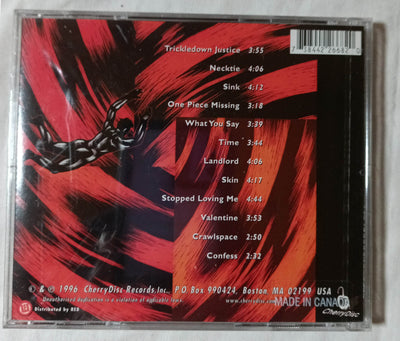 Trickledown Justice 3:55
Necktie 4:06
Sink 4:12
One Piece Missing 3:18
What You Say 3:39
Time 3:44
Landlord 4:06
Skin 4:17
Stopped Loving Me 4:44
Valentine 3:53
Crawlspace 2:50
Confess 2:32
© & ℗ 1996 CherryDisc Records, Inc., P.O Box 990424, Boston, MA 02199 USA
Unauthorized duplication is a violation of applicable laws.
www.cherrydisc.com
MADE IN CANADA
Distributed by RED
CherryDisc